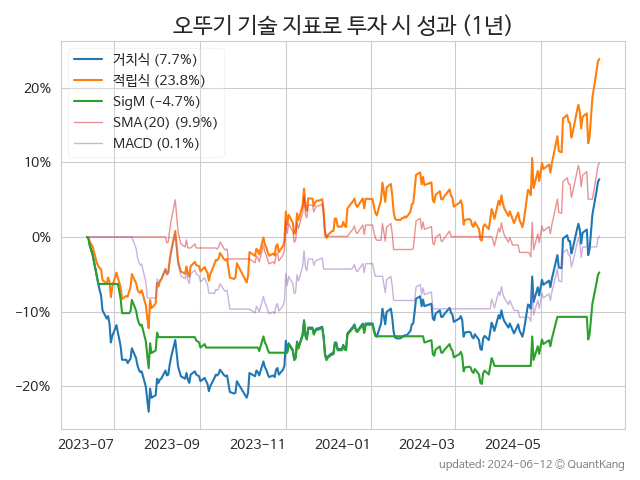 오뚜기 기술 지표로 투자 시 성과 (1년)
거치식 (7.7%)
적립식 (23.8%)
SigM (−4.7%)
SMA(20) (9.9%)
MACD (0.1%)
20%
10%
0%
−10%
−20%
2023-07 2023-09 2023-11 2024-01 2024-03 2024-05
updated: 2024-06-12 © QuantKang